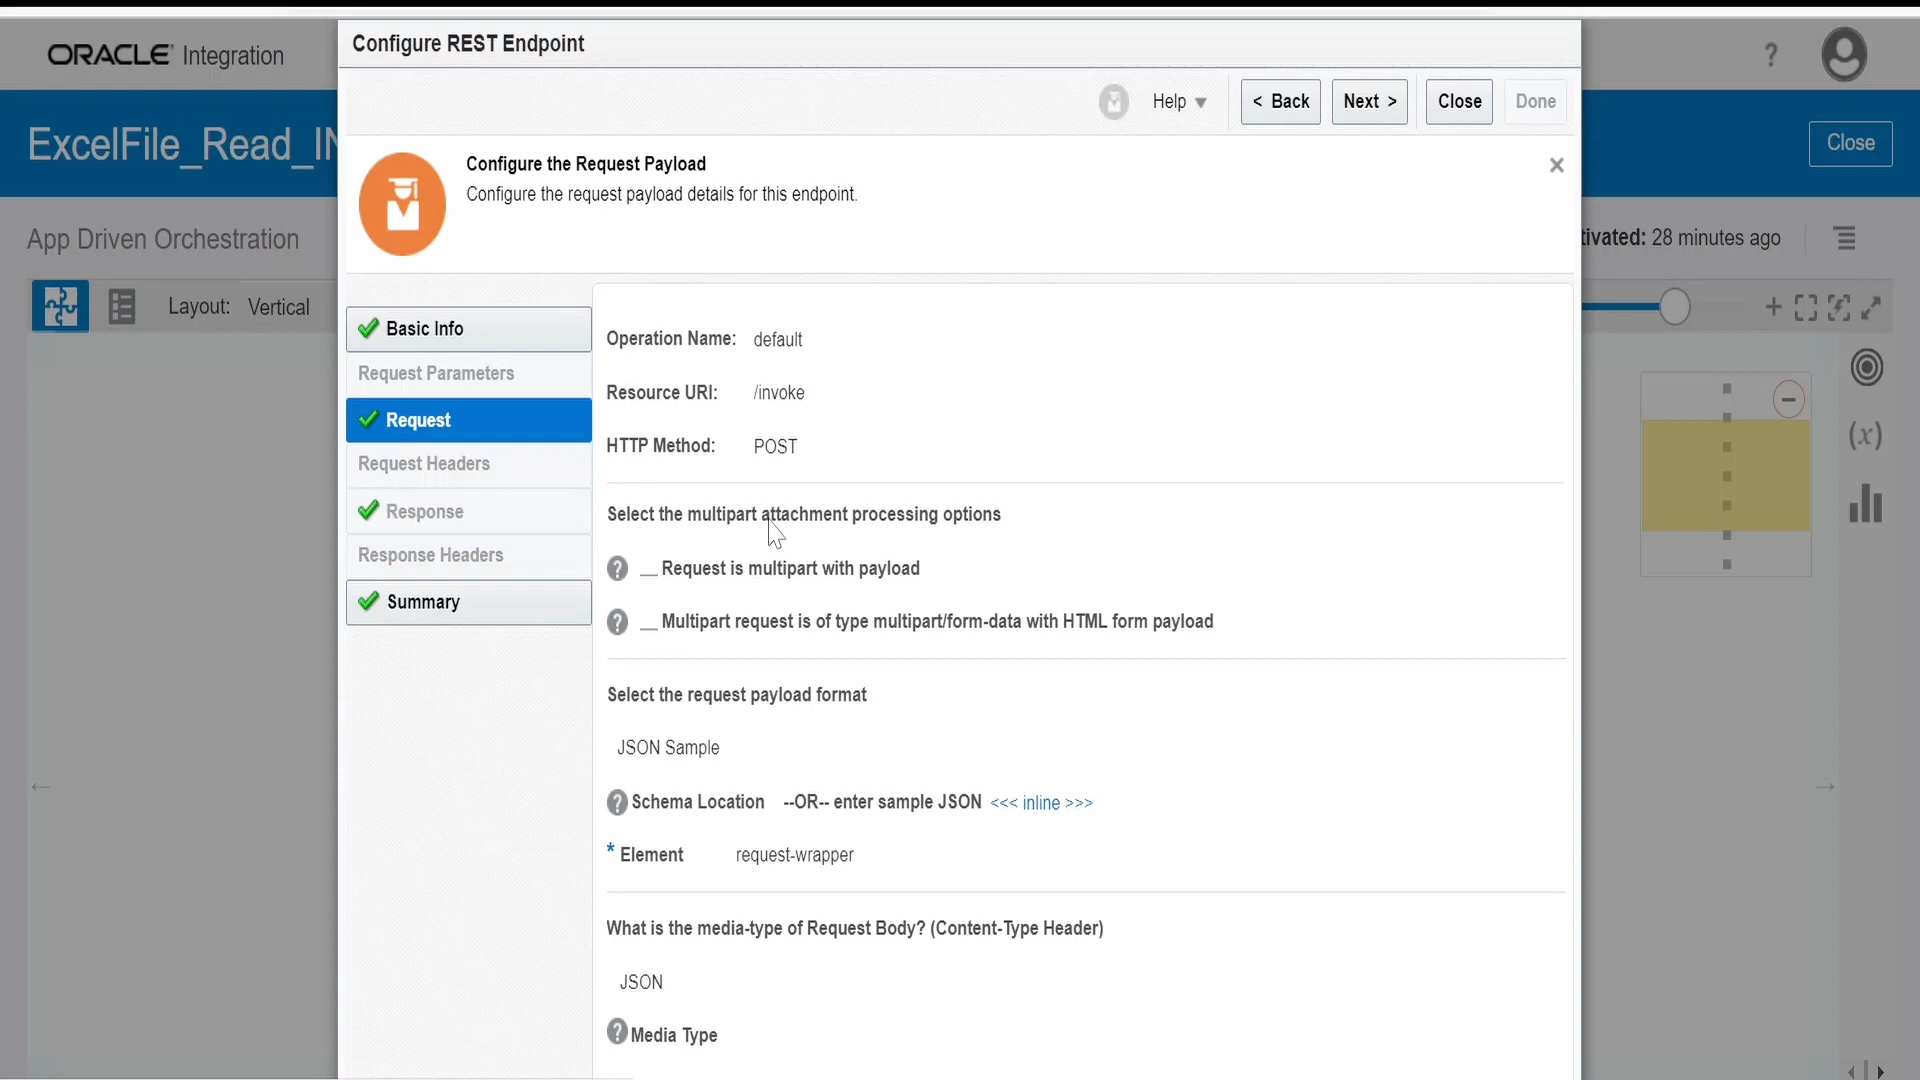 Configure REST Endpoint
ORACLE Integration
?
Help
< Back
Next >
Close
Done
ExcelFile_Read_IN
Close
Configure the Request Payload
Configure the request payload details for this endpoint.
App Driven Orchestration
tivated: 28 minutes ago
Layout: Vertical
Basic Info
Request Parameters
Request
Request Headers
Response
Response Headers
Summary
Operation Name: default
Resource URI: /invoke
HTTP Method: POST
Select the multipart attachment processing options
? __ Request is multipart with payload
? __ Multipart request is of type multipart/form-data with HTML form payload
Select the request payload format
JSON Sample
? Schema Location --OR-- enter sample JSON <<< inline >>>
* Element request-wrapper
What is the media-type of Request Body? (Content-Type Header)
JSON
? Media Type
(x)